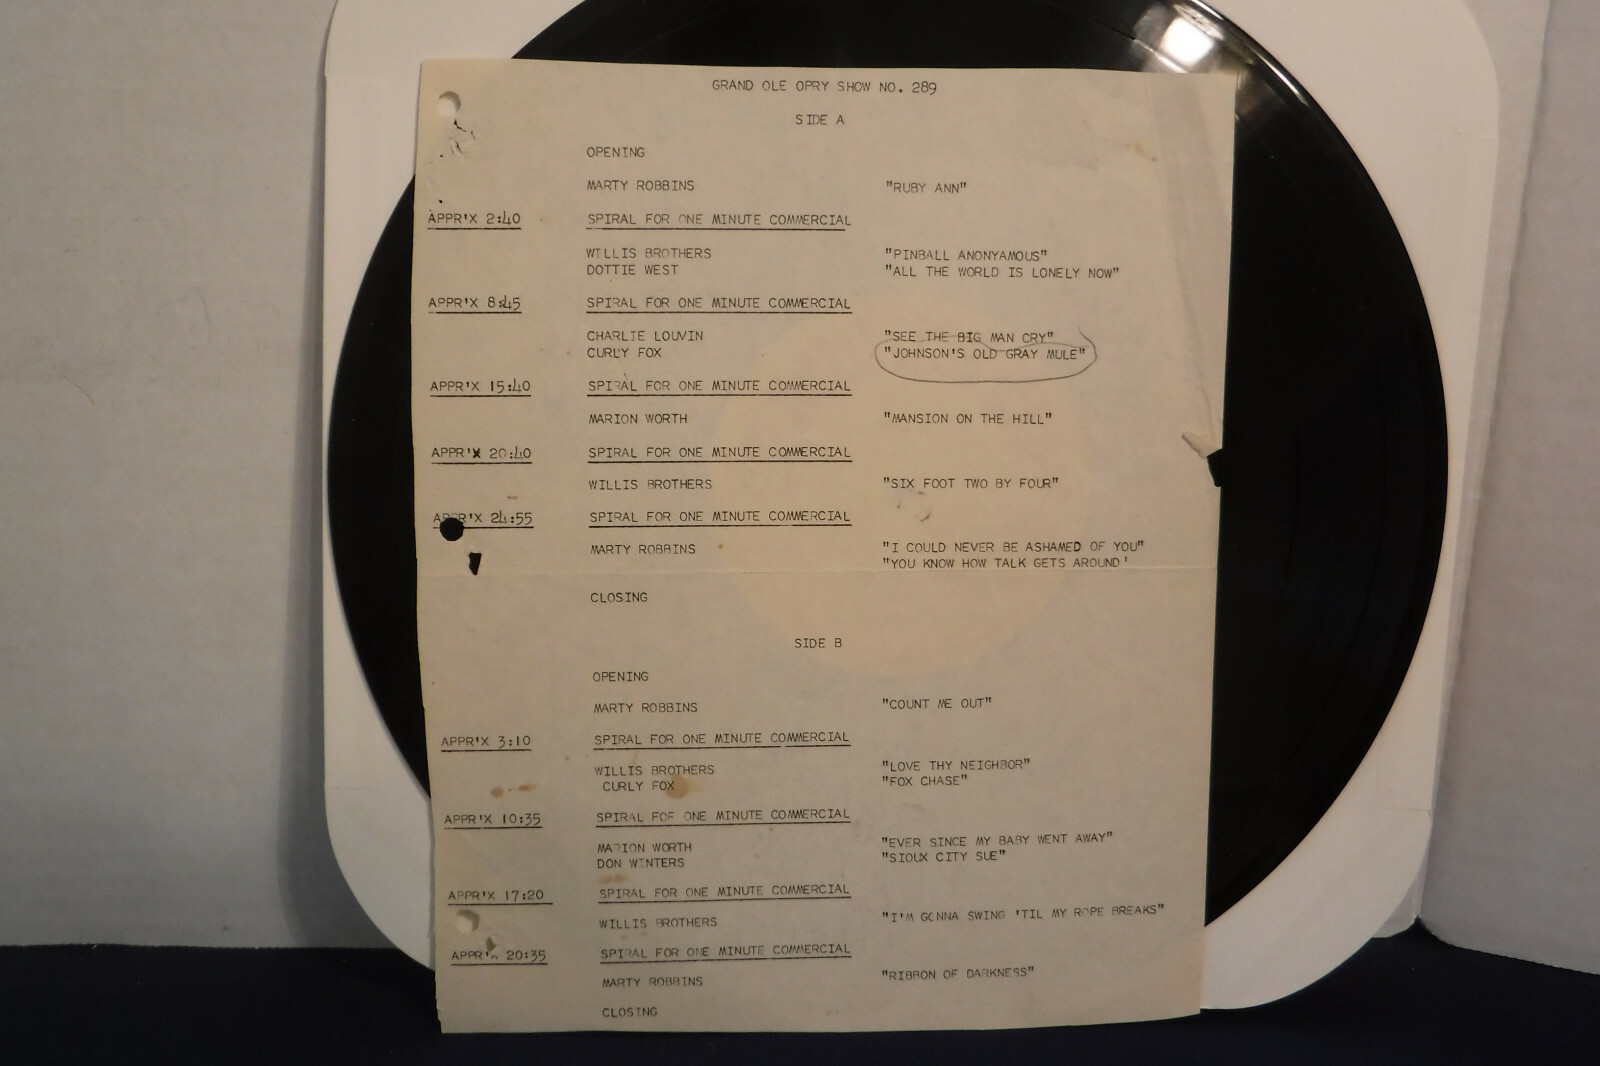 GRAND OLE OPRY SHOW NO. 289
SIDE A
OPENING
MARTY ROBBINS "RUBY ANN"
APPR'X 2:40 SPIRAL FOR ONE MINUTE COMMERCIAL
WILLIS BROTHERS "PINBALL ANONYAMOUS"
DOTTIE WEST "ALL THE WORLD IS LONELY NOW"
APPR'X 8:45 SPIRAL FOR ONE MINUTE COMMERCIAL
CHARLIE LOUVIN "SEE THE BIG MAN CRY"
CURLY FOX "JOHNSON'S OLD GRAY MULE"
APPR'X 15:40 SPIRAL FOR ONE MINUTE COMMERCIAL
MARION WORTH "MANSION ON THE HILL"
APPR'X 20:40 SPIRAL FOR ONE MINUTE COMMERCIAL
WILLIS BROTHERS "SIX FOOT TWO BY FOUR"
APPR'X 24:55 SPIRAL FOR ONE MINUTE COMMERCIAL
MARTY ROBBINS "I COULD NEVER BE ASHAMED OF YOU"
"YOU KNOW HOW TALK GETS AROUND'
CLOSING
SIDE B
OPENING
MARTY ROBBINS "COUNT ME OUT"
APPR'X 3:10 SPIRAL FOR ONE MINUTE COMMERCIAL
WILLIS BROTHERS "LOVE THY NEIGHBOR"
CURLY FOX "FOX CHASE"
APPR'X 10:35 SPIRAL FOR ONE MINUTE COMMERCIAL
MARION WORTH "EVER SINCE MY BABY WENT AWAY"
DON WINTERS "SIOUX CITY SUE"
APPR'X 17:20 SPIRAL FOR ONE MINUTE COMMERCIAL
WILLIS BROTHERS "I'M GONNA SWING 'TIL MY ROPE BREAKS"
APPR'X 20:35 SPIRAL FOR ONE MINUTE COMMERCIAL
MARTY ROBBINS "RIBBON OF DARKNESS"
CLOSING